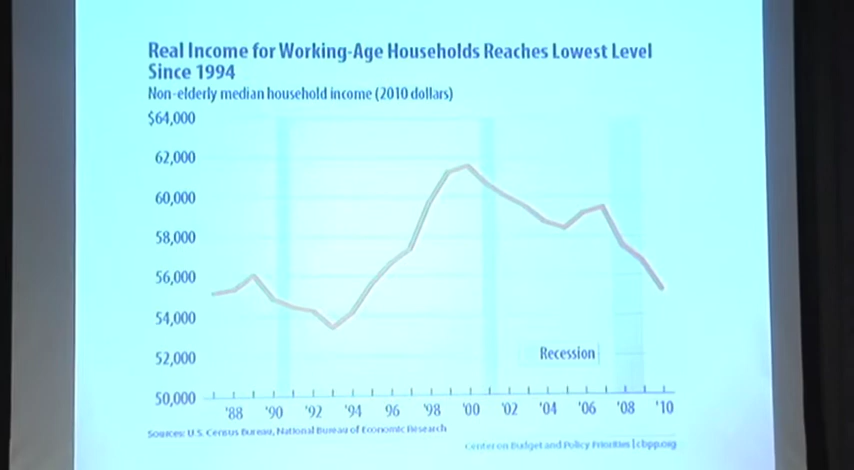 Real Income for Working-Age Households Reaches Lowest Level
Since 1994
Non-elderly median household income (2010 dollars)
$64,000
62,000
60,000
58,000
56,000
54,000
52,000
50,000
Recession
'88 '90 '92 '94 96 '98 '00 '02 '04 '06 '08 '10
Sources: U.S. Census Bureau, National Bureau of Economic Research
Center on Budget and Policy Priorities | cbpp.org